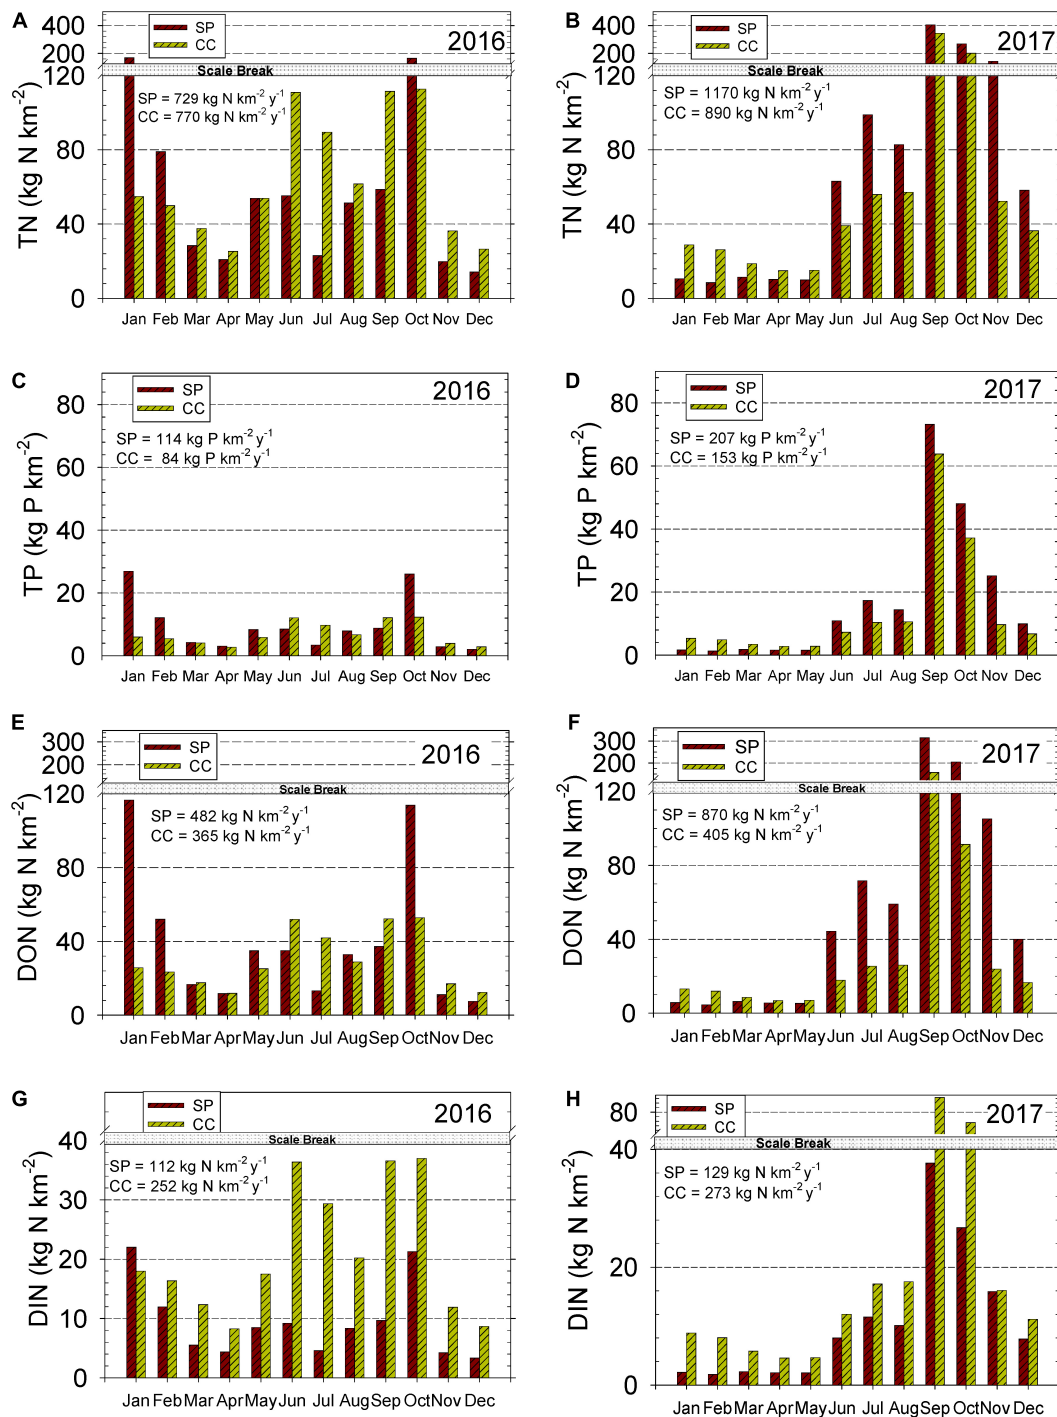 A
SP
CC
2016
400
200
Scale Break
120
80
40
0
TN (kg N km-2)
SP = 729 kg N km-2 y-1
CC = 770 kg N km-2 y-1
Jan Feb Mar Apr May Jun Jul Aug Sep Oct Nov Dec
B
SP
CC
2017
400
200
Scale Break
120
80
40
0
TN (kg N km-2)
SP = 1170 kg N km-2 y-1
CC = 890 kg N km-2 y-1
Jan Feb Mar Apr May Jun Jul Aug Sep Oct Nov Dec
C
SP
CC
2016
80
60
40
20
0
TP (kg P km-2)
SP = 114 kg P km-2 y-1
CC = 84 kg P km-2 y-1
Jan Feb Mar Apr May Jun Jul Aug Sep Oct Nov Dec
D
SP
CC
2017
80
60
40
20
0
TP (kg P km-2)
SP = 207 kg P km-2 y-1
CC = 153 kg P km-2 y-1
Jan Feb Mar Apr May Jun Jul Aug Sep Oct Nov Dec
E
SP
CC
2016
300
200
Scale Break
120
80
40
0
DON (kg N km-2)
SP = 482 kg N km-2 y-1
CC = 365 kg N km-2 y-1
Jan Feb Mar Apr May Jun Jul Aug Sep Oct Nov Dec
F
SP
CC
2017
300
200
Scale Break
120
80
40
0
DON (kg N km-2)
SP = 870 kg N km-2 y-1
CC = 405 kg N km-2 y-1
Jan Feb Mar Apr May Jun Jul Aug Sep Oct Nov Dec
G
SP
CC
2016
Scale Break
40
30
20
10
0
DIN (kg N km-2)
SP = 112 kg N km-2 y-1
CC = 252 kg N km-2 y-1
Jan Feb Mar Apr May Jun Jul Aug Sep Oct Nov Dec
H
SP
CC
2017
80
Scale Break
40
20
0
DIN (kg N km-2)
SP = 129 kg N km-2 y-1
CC = 273 kg N km-2 y-1
Jan Feb Mar Apr May Jun Jul Aug Sep Oct Nov Dec